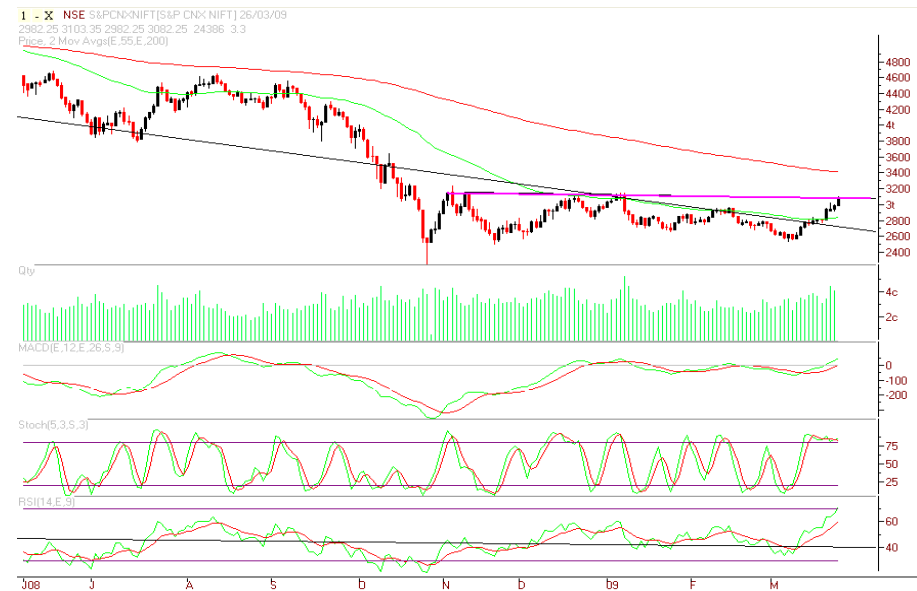 1 - X NSE S&PCNXNIFT[S&P CNX NIFT] 26/03/09
2982.25 3103.35 2982.25 3082.25 24386 3.3
Price, 2 Mov Avgs(E,55,E,200)
4800
4600
4400
4200
4t
3800
3600
3400
3200
3t
2800
2600
2400
Qty
4c
2c
MACD(E,12,E,26,S,9)
0
-100
-200
Stoch(5,3,S,3)
75
50
25
RSI(14,E,9)
60
40
J08 J A S O N D 09 F M